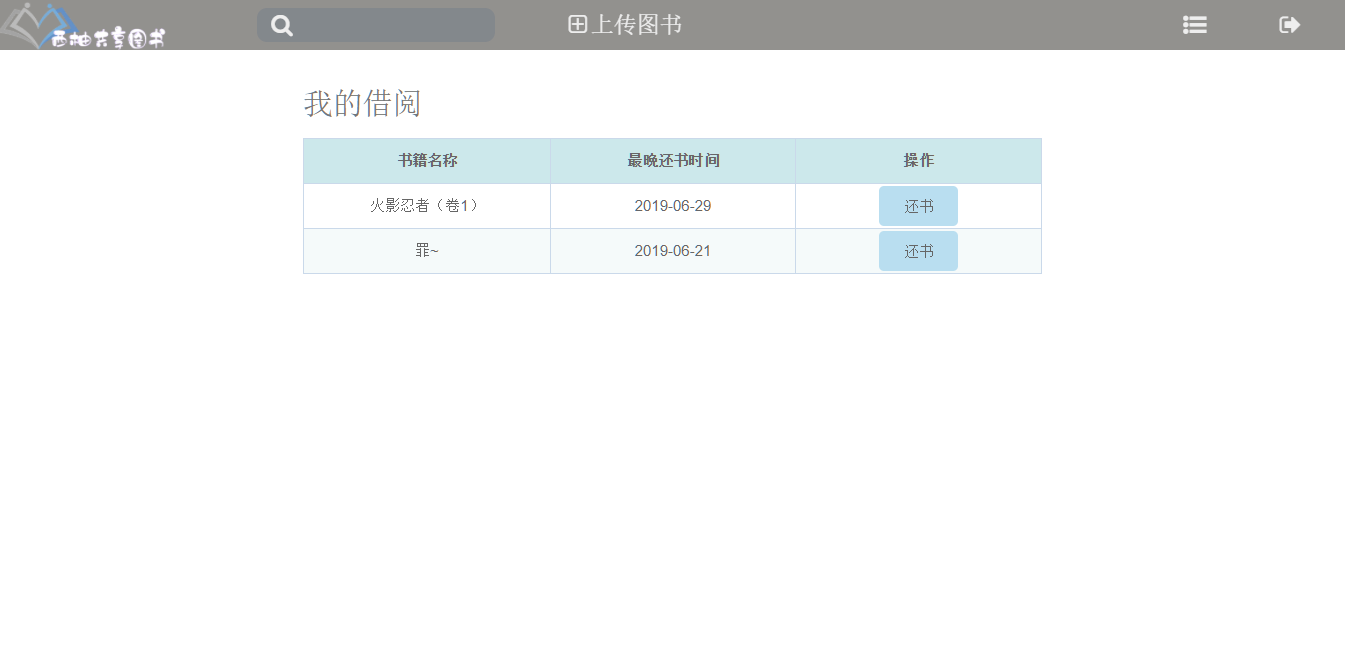 西柚共享图书
上传图书
我的借阅
书籍名称 最晚还书时间 操作
火影忍者（卷1） 2019-06-29 还书
罪~ 2019-06-21 还书